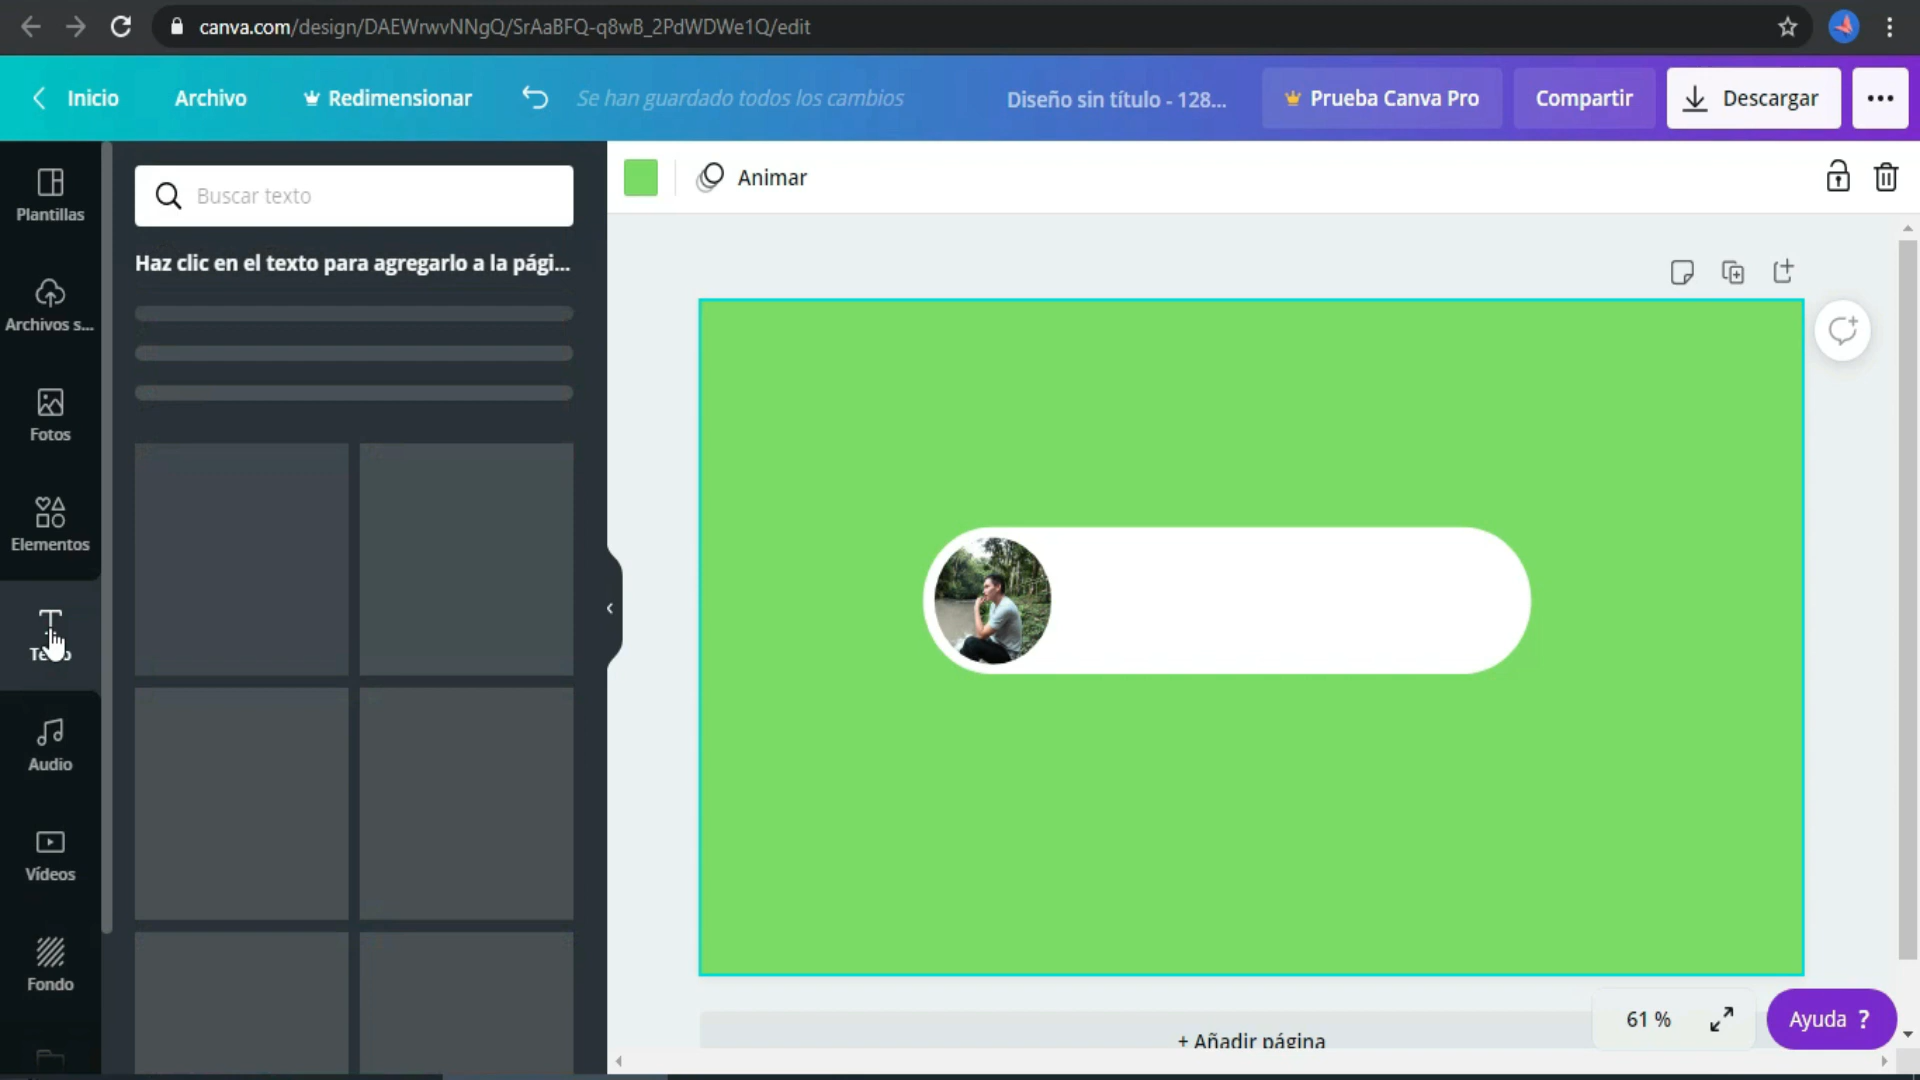 canva.com/design/DAEWrwvNNgQ/SrAaBFQ-q8wB_2PdWDWe1Q/edit
Inicio
Archivo
Redimensionar
Se han guardado todos los cambios
Diseño sin título - 128...
Prueba Canva Pro
Compartir
Descargar
Plantillas
Buscar texto
Animar
Haz clic en el texto para agregarlo a la pági...
Archivos s...
Fotos
Elementos
Audio
Vídeos
Fondo
61 %
Ayuda ?
+ Añadir página